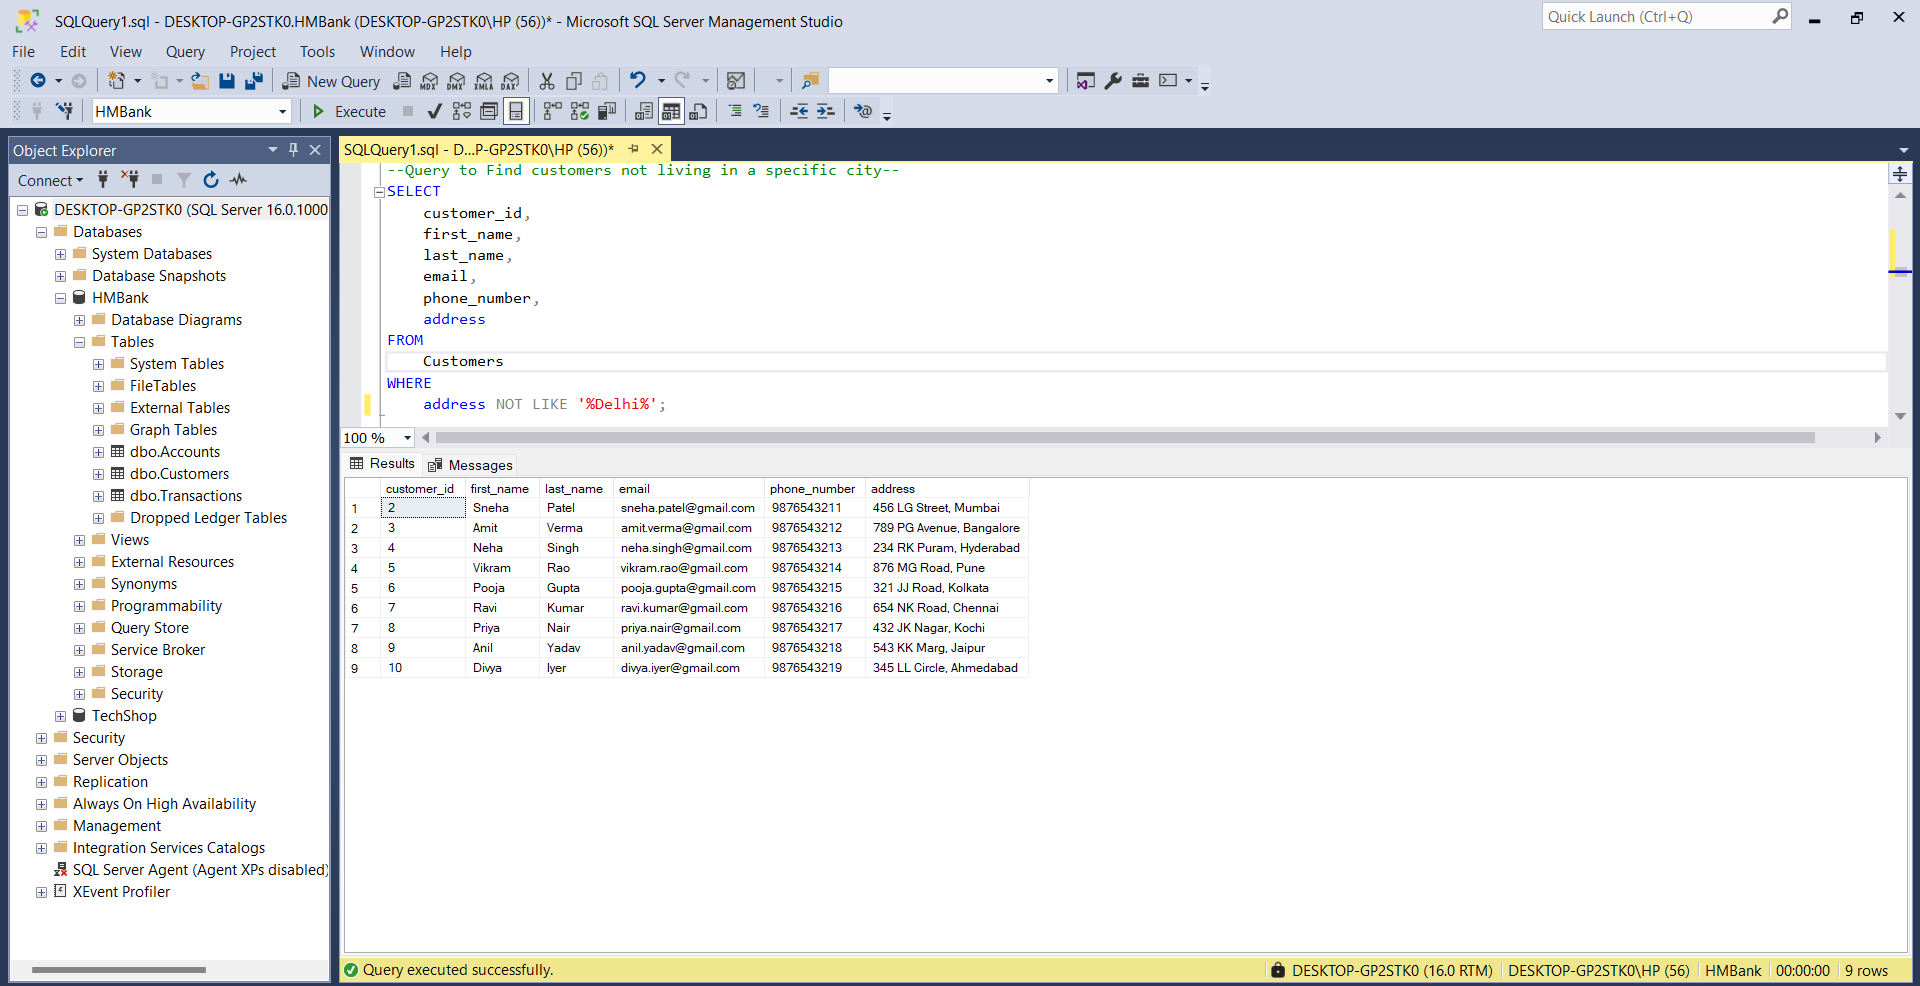 SQLQuery1.sql - DESKTOP-GP2STK0.HMBank (DESKTOP-GP2STK0\HP (56))* - Microsoft SQL Server Management Studio
Quick Launch (Ctrl+Q)
File Edit View Query Project Tools Window Help
New Query MDX DMX XMLA DAX
HMBank Execute
Object Explorer
Connect
DESKTOP-GP2STK0 (SQL Server 16.0.1000
Databases
System Databases
Database Snapshots
HMBank
Database Diagrams
Tables
System Tables
FileTables
External Tables
Graph Tables
dbo.Accounts
dbo.Customers
dbo.Transactions
Dropped Ledger Tables
Views
External Resources
Synonyms
Programmability
Query Store
Service Broker
Storage
Security
TechShop
Security
Server Objects
Replication
Always On High Availability
Management
Integration Services Catalogs
SQL Server Agent (Agent XPs disabled)
XEvent Profiler
SQLQuery1.sql - D...P-GP2STK0\HP (56))*
--Query to Find customers not living in a specific city--
SELECT
customer_id,
first_name,
last_name,
email,
phone_number,
address
FROM
Customers
WHERE
address NOT LIKE '%Delhi%';
100 %
Results Messages
customer_id first_name last_name email phone_number address
1 2 Sneha Patel sneha.patel@gmail.com 9876543211 456 LG Street, Mumbai
2 3 Amit Verma amit.verma@gmail.com 9876543212 789 PG Avenue, Bangalore
3 4 Neha Singh neha.singh@gmail.com 9876543213 234 RK Puram, Hyderabad
4 5 Vikram Rao vikram.rao@gmail.com 9876543214 876 MG Road, Pune
5 6 Pooja Gupta pooja.gupta@gmail.com 9876543215 321 JJ Road, Kolkata
6 7 Ravi Kumar ravi.kumar@gmail.com 9876543216 654 NK Road, Chennai
7 8 Priya Nair priya.nair@gmail.com 9876543217 432 JK Nagar, Kochi
8 9 Anil Yadav anil.yadav@gmail.com 9876543218 543 KK Marg, Jaipur
9 10 Divya Iyer divya.iyer@gmail.com 9876543219 345 LL Circle, Ahmedabad
Query executed successfully. DESKTOP-GP2STK0 (16.0 RTM) DESKTOP-GP2STK0\HP (56) HMBank 00:00:00 9 rows